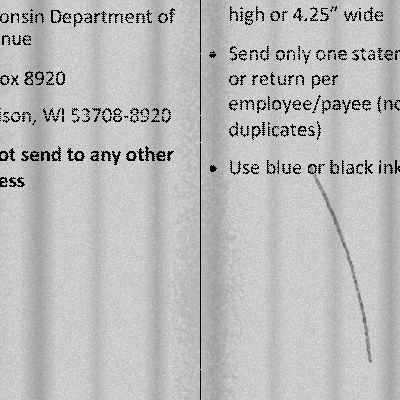 onsin Department of
nue
ox 8920
ison, WI 53708-8920
ot send to any other
ess
high or 4.25” wide
• Send only one stater
or return per
employee/payee (no
duplicates)
• Use blue or black ink